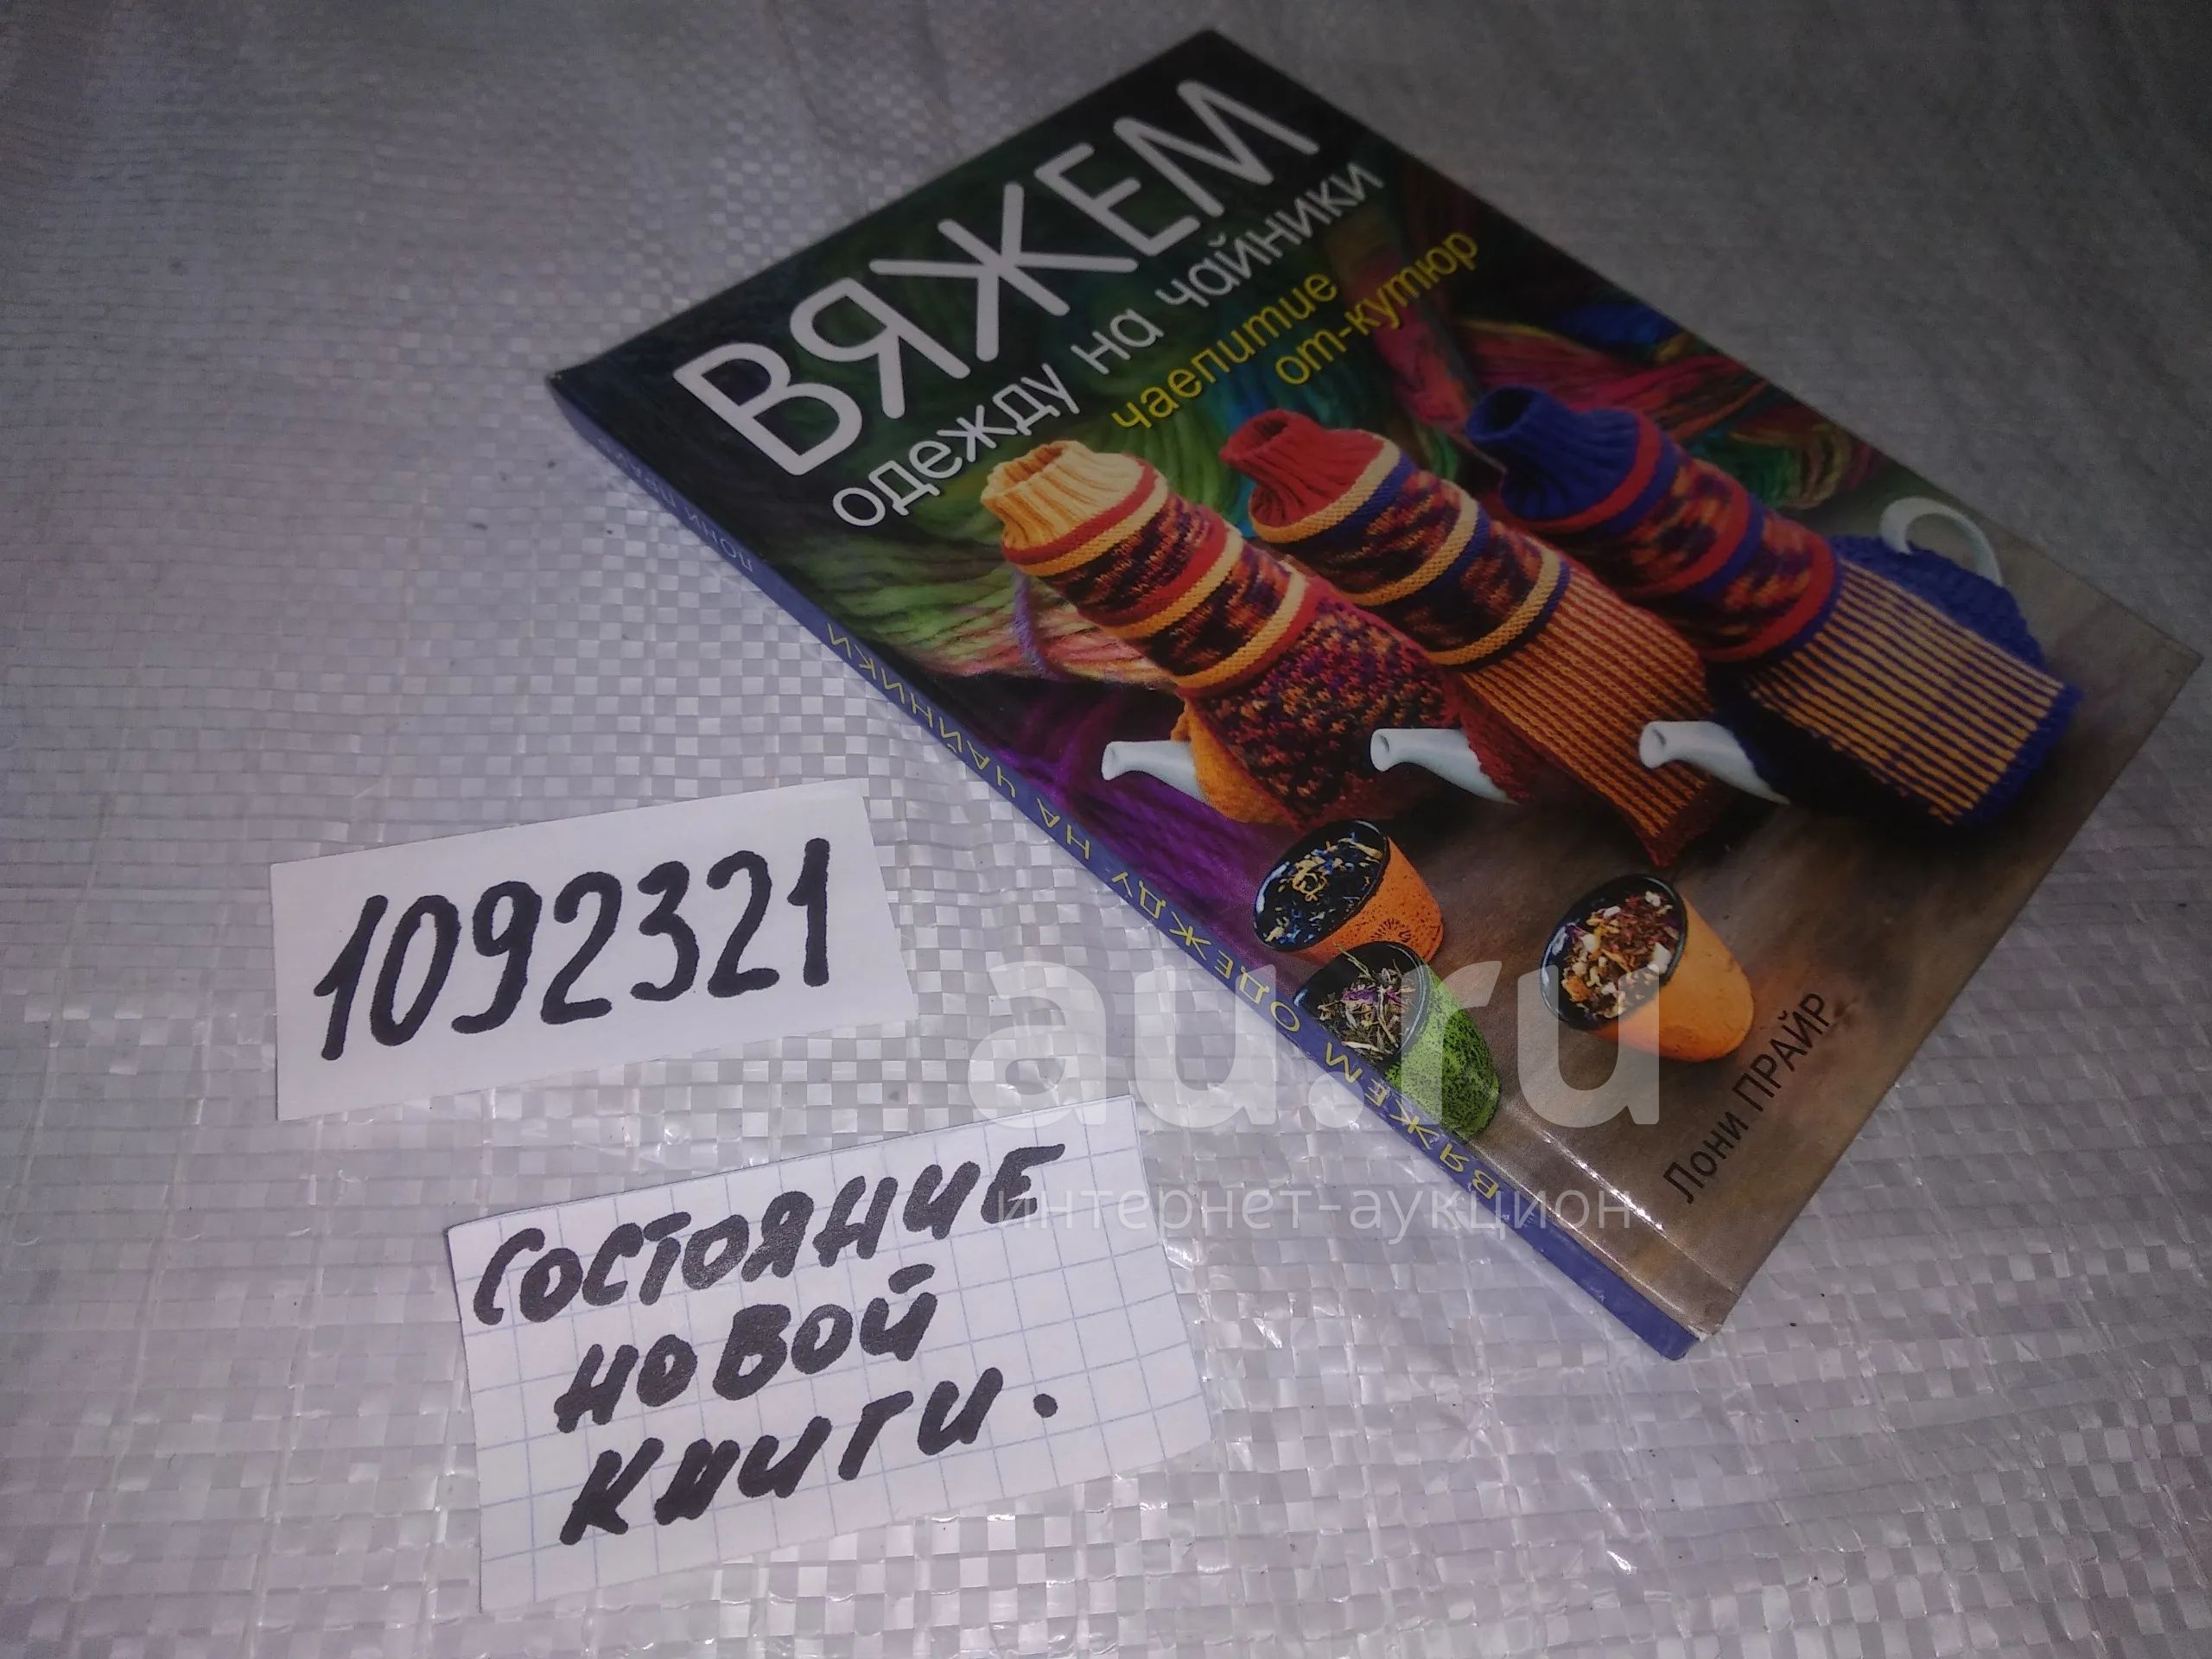 ВЯЖЕМ
одежду на чайники
чаепитие
от-кутюр
Лони ПРАЙР
ВЯЖЕМ ОДЕЖДУ НА ЧАЙНИКИ
ЛОНИ ПРАЙР
1092321
СОСТОЯНИЕ
НОВОЙ
КНИГИ.
au.ru
интернет-аукцион